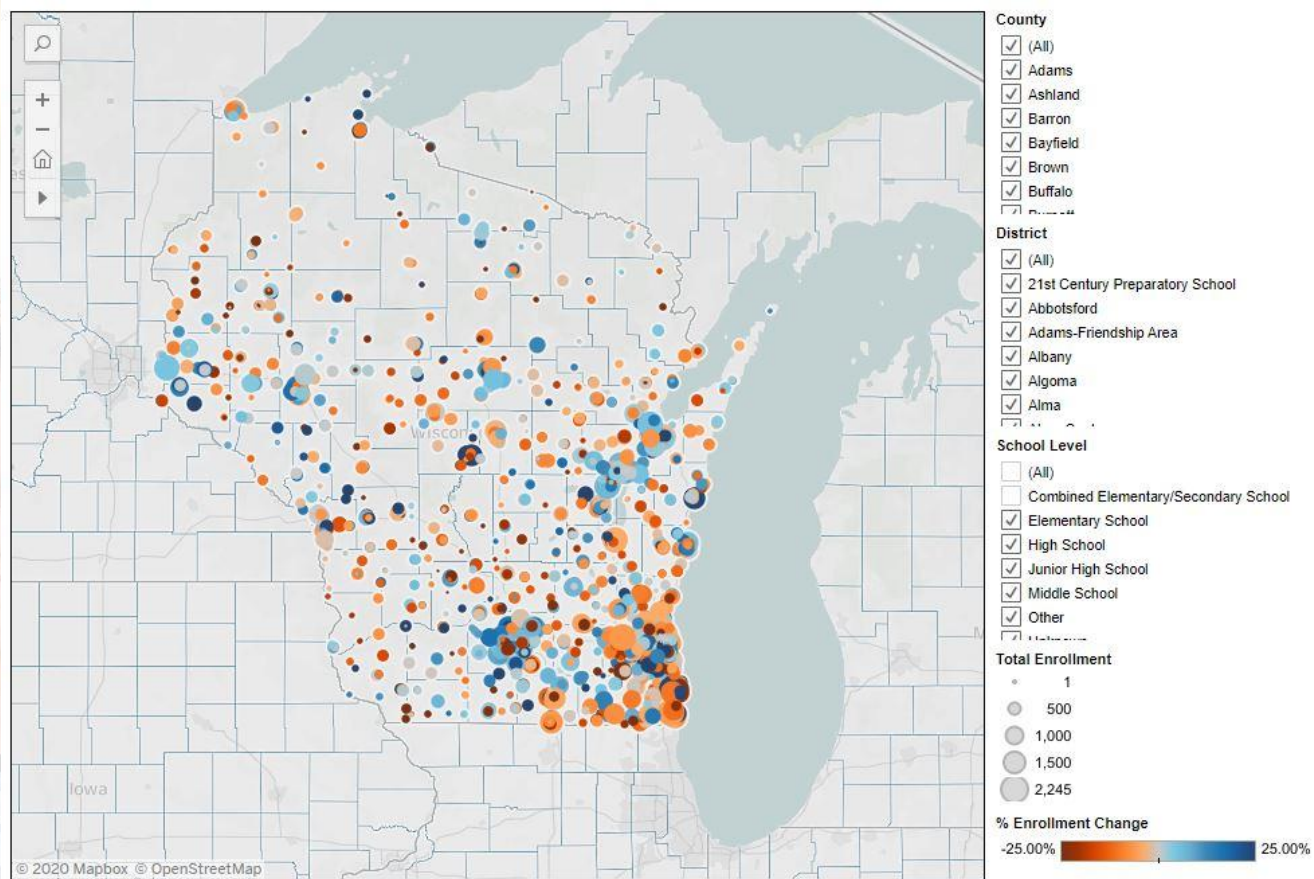 County
(All)
Adams
Ashland
Barron
Bayfield
Brown
Buffalo
District
(All)
21st Century Preparatory School
Abbotsford
Adams-Friendship Area
Albany
Algoma
Alma
School Level
(All)
Combined Elementary/Secondary School
Elementary School
High School
Junior High School
Middle School
Other
Total Enrollment
1
500
1,000
1,500
2,245
% Enrollment Change
-25.00% 25.00%
Iowa
© 2020 Mapbox © OpenStreetMap